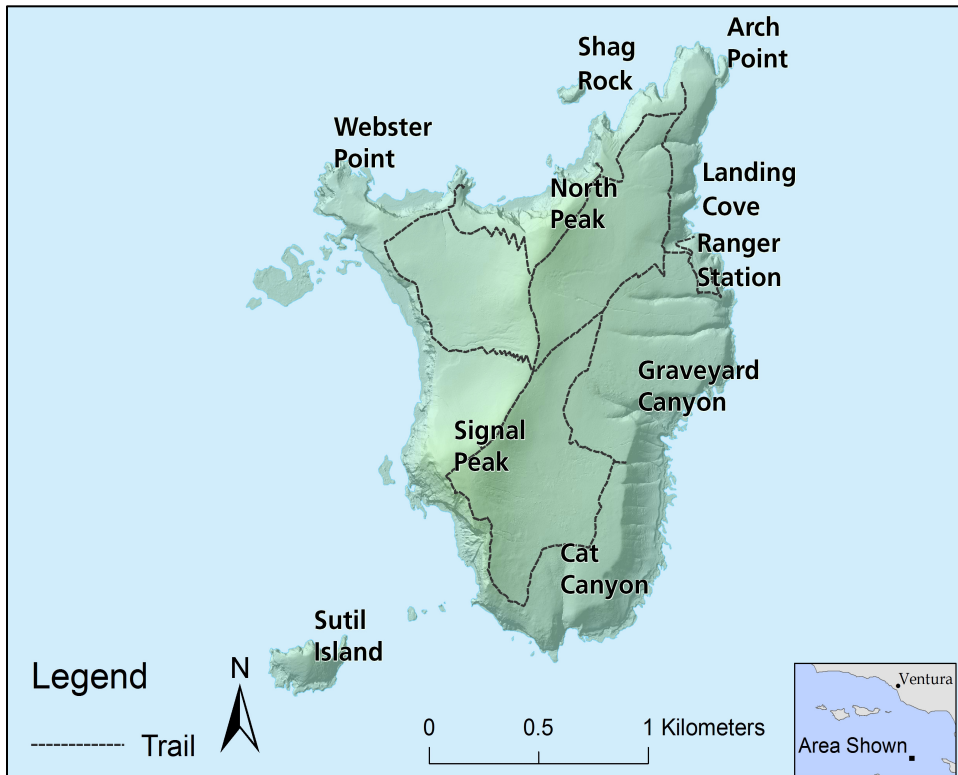 Arch
Point
Shag
Rock
Webster
Point
Landing
Cove
North
Peak
Ranger
Station
Graveyard
Canyon
Signal
Peak
Cat
Canyon
Sutil
Island
Legend
N
Trail
0 0.5 1 Kilometers
Ventura
Area Shown